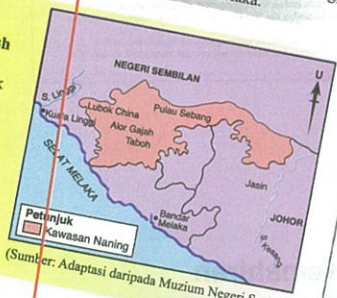 NEGERI SEMBILAN
U
S. Linggi
Kuala Linggi
Lubok China
Pulau Sebang
Alor Gajah
Taboh
SELAT MELAKA
Jasin
Bandar
Melaka
JOHOR
S. Kesang
Petunjuk
Kawasan Naning
(Sumber: Adaptasi daripada Muzium Negeri